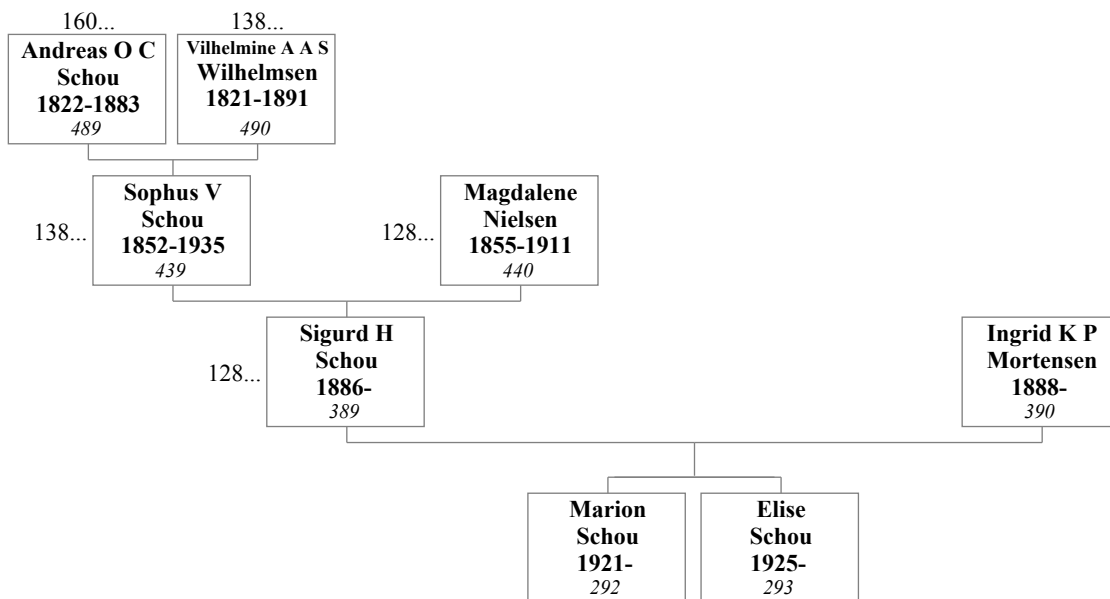 160...
138...
Andreas O C
Schou
1822-1883
489
Vilhelmine A A S
Wilhelmsen
1821-1891
490
138...
Sophus V
Schou
1852-1935
439
128...
Magdalene
Nielsen
1855-1911
440
128...
Sigurd H
Schou
1886-
389
Ingrid K P
Mortensen
1888-
390
Marion
Schou
1921-
292
Elise
Schou
1925-
293